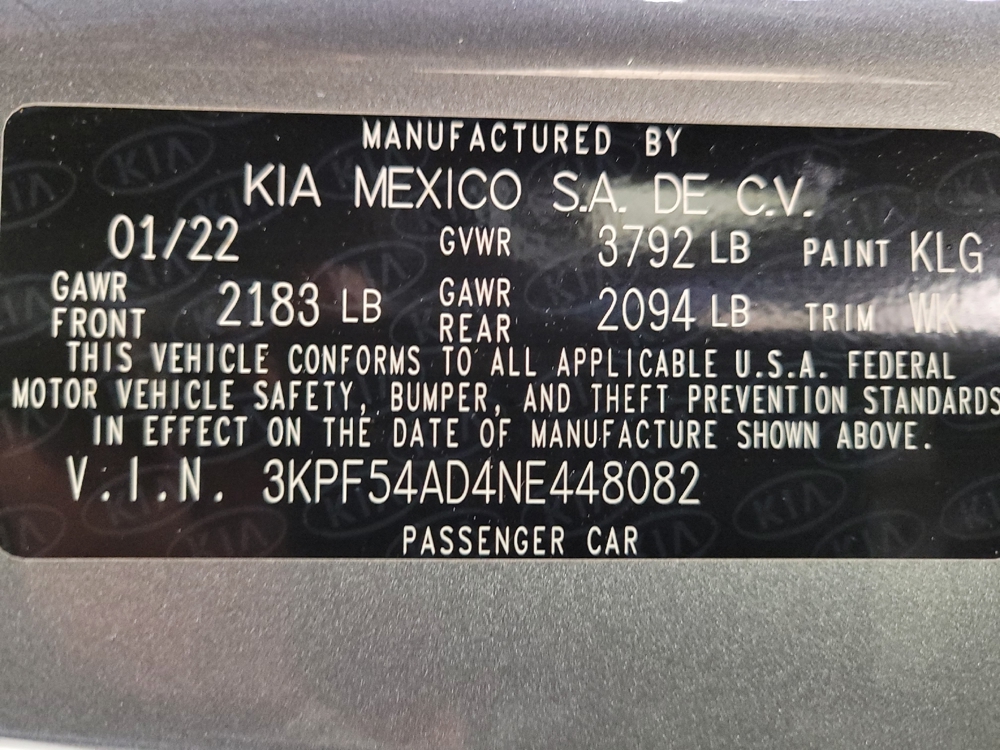 MANUFACTURED BY
KIA MEXICO S.A. DE C.V.
01/22 GVWR 3792 LB PAINT KLG
GAWR FRONT 2183 LB GAWR REAR 2094 LB TRIM WK
THIS VEHICLE CONFORMS TO ALL APPLICABLE U.S.A. FEDERAL
MOTOR VEHICLE SAFETY, BUMPER, AND THEFT PREVENTION STANDARDS
IN EFFECT ON THE DATE OF MANUFACTURE SHOWN ABOVE.
V.I.N. 3KPF54AD4NE448082
PASSENGER CAR